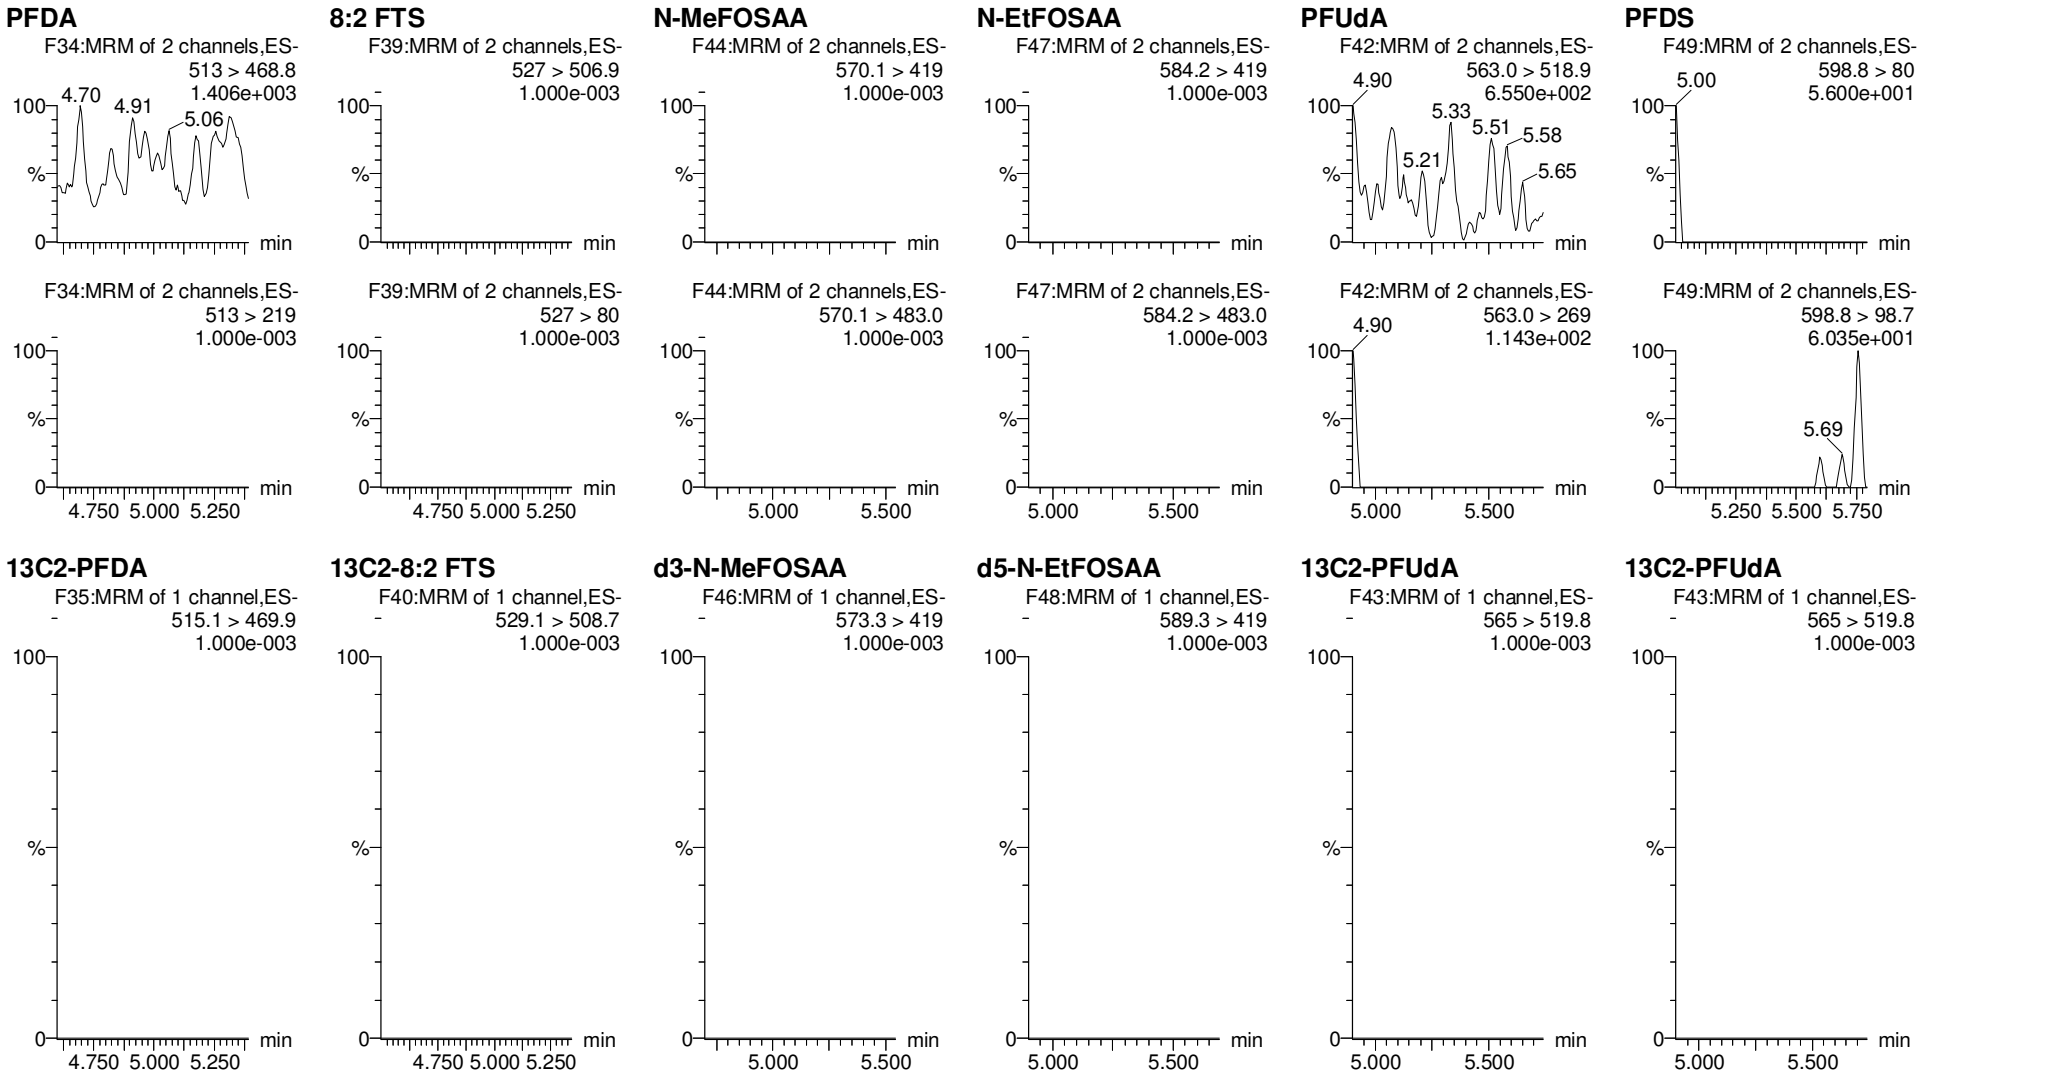 PFDA
F34:MRM of 2 channels,ES-
513 > 468.8
1.406e+003
4.70
4.91
5.06
100
%
0
min
F34:MRM of 2 channels,ES-
513 > 219
1.000e-003
100
%
0
min
4.750 5.000 5.250
8:2 FTS
F39:MRM of 2 channels,ES-
527 > 506.9
1.000e-003
100
%
0
min
F39:MRM of 2 channels,ES-
527 > 80
1.000e-003
100
%
0
min
4.750 5.000 5.250
N-MeFOSAA
F44:MRM of 2 channels,ES-
570.1 > 419
1.000e-003
100
%
0
min
F44:MRM of 2 channels,ES-
570.1 > 483.0
1.000e-003
100
%
0
min
5.000 5.500
N-EtFOSAA
F47:MRM of 2 channels,ES-
584.2 > 419
1.000e-003
100
%
0
min
F47:MRM of 2 channels,ES-
584.2 > 483.0
1.000e-003
100
%
0
min
5.000 5.500
PFUdA
F42:MRM of 2 channels,ES-
563.0 > 518.9
6.550e+002
4.90
5.33
5.51
5.58
5.21
5.65
100
%
0
min
F42:MRM of 2 channels,ES-
563.0 > 269
1.143e+002
4.90
100
%
0
min
5.000 5.500
PFDS
F49:MRM of 2 channels,ES-
598.8 > 80
5.600e+001
5.00
100
%
0
min
F49:MRM of 2 channels,ES-
598.8 > 98.7
6.035e+001
5.69
100
%
0
min
5.250 5.500 5.750
13C2-PFDA
F35:MRM of 1 channel,ES-
515.1 > 469.9
1.000e-003
100
%
0
min
4.750 5.000 5.250
13C2-8:2 FTS
F40:MRM of 1 channel,ES-
529.1 > 508.7
1.000e-003
100
%
0
min
4.750 5.000 5.250
d3-N-MeFOSAA
F46:MRM of 1 channel,ES-
573.3 > 419
1.000e-003
100
%
0
min
5.000 5.500
d5-N-EtFOSAA
F48:MRM of 1 channel,ES-
589.3 > 419
1.000e-003
100
%
0
min
5.000 5.500
13C2-PFUdA
F43:MRM of 1 channel,ES-
565 > 519.8
1.000e-003
100
%
0
min
5.000 5.500
13C2-PFUdA
F43:MRM of 1 channel,ES-
565 > 519.8
1.000e-003
100
%
0
min
5.000 5.500